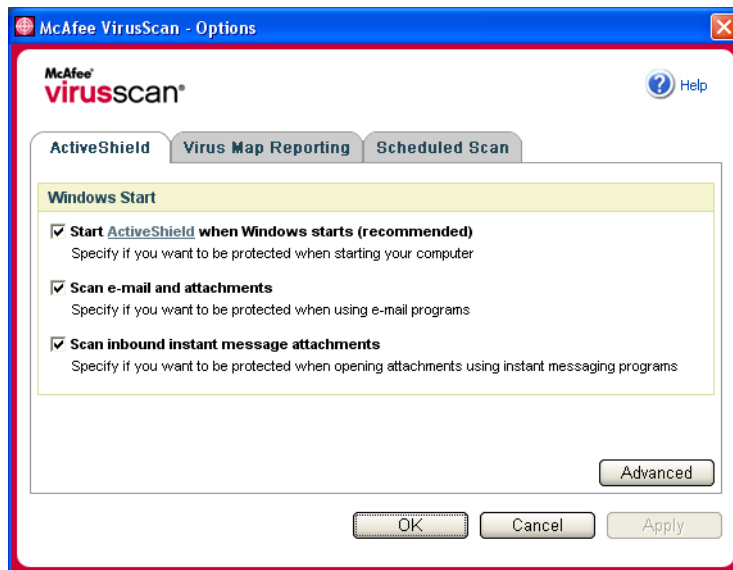 McAfee VirusScan - Options
McAfee®
virusscan®
Help
ActiveShield
Virus Map Reporting
Scheduled Scan
Windows Start
Start ActiveShield when Windows starts (recommended)
Specify if you want to be protected when starting your computer
Scan e-mail and attachments
Specify if you want to be protected when using e-mail programs
Scan inbound instant message attachments
Specify if you want to be protected when opening attachments using instant messaging programs
Advanced
OK
Cancel
Apply